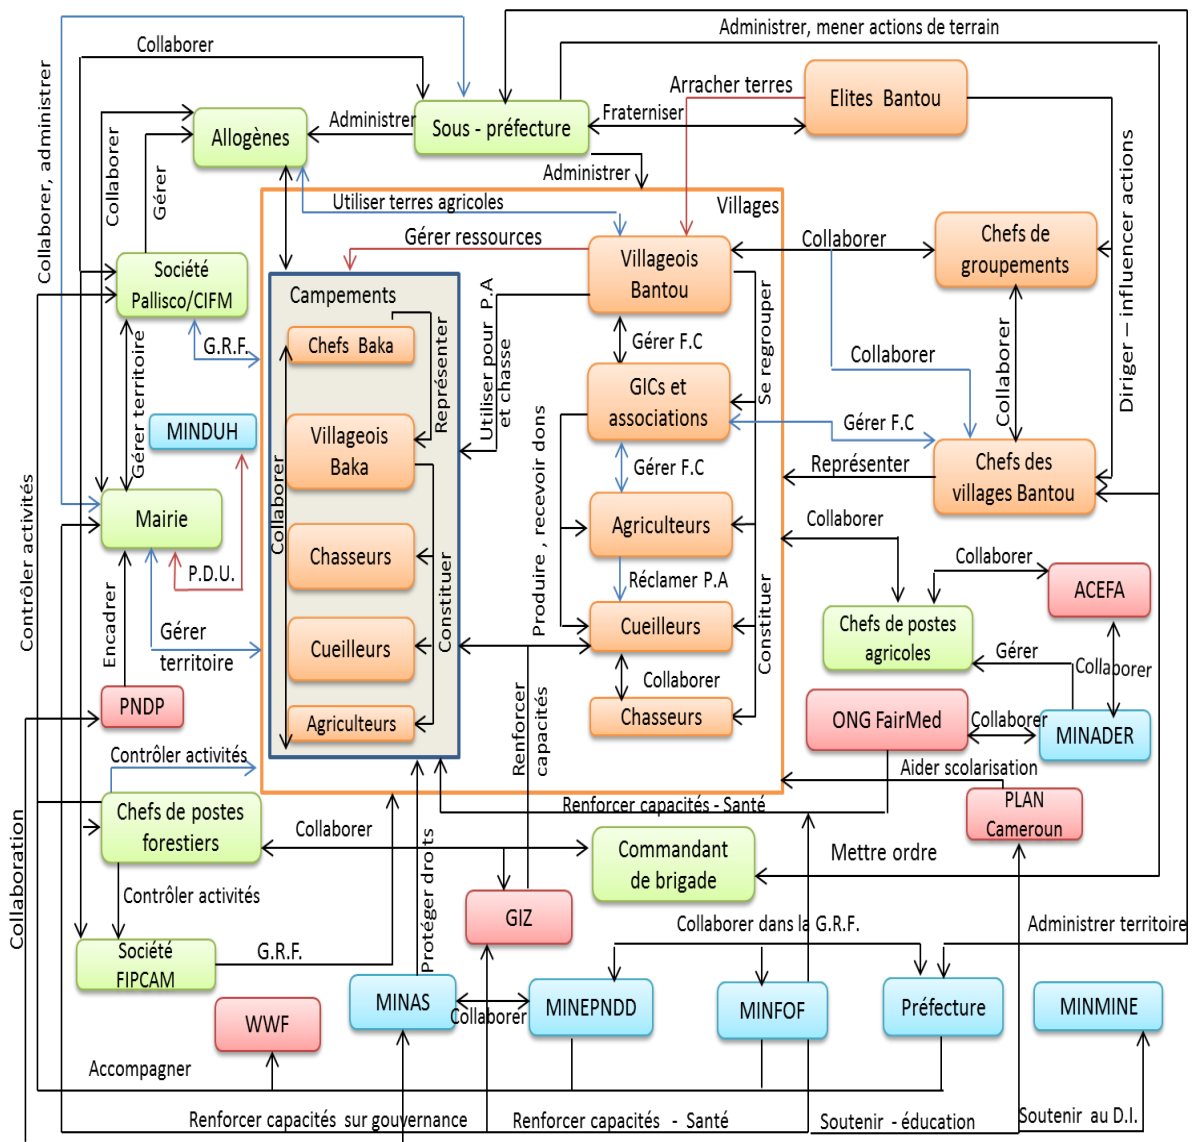 Administrer, mener actions de terrain
Collaborer
Arracher terres
Elites Bantou
Fraterniser
Sous - préfecture
Administrer
Allogènes
Collaborer, administrer
Collaborer
Gérer
Administrer
Utiliser terres agricoles
Villages
Gérer ressources
Villageois
Bantou
Collaborer
Chefs de
groupements
Diriger – influencer actions
Société
Pallisco/CIFM
Campements
G.R.F.
Chefs Baka
Représenter
Utiliser pour P.A
et chasse
Gérer F.C
Se regrouper
Collaborer
Collaborer
GICs et
associations
Gérer territoire
MINDUH
Villageois
Baka
Gérer F.C
Gérer F.C
Représenter
Chefs des
villages Bantou
Contrôler activités
Mairie
Collaborer
Chasseurs
Produire , recevoir dons
Agriculteurs
Collaborer
P.D.U.
Réclamer P.A
Collaborer
ACEFA
Encadrer
Constituer
Constituer
Gérer
territoire
Cueilleurs
Cueilleurs
Chefs de postes
agricoles
Gérer
Collaborer
Collaborer
PNDP
Agriculteurs
Renforcer
capacités
Chasseurs
ONG FairMed
Collaborer
MINADER
Contrôler activités
Aider scolarisation
Chefs de postes
forestiers
Renforcer capacités - Santé
PLAN
Cameroun
Collaborer
Commandant
de brigade
Mettre ordre
Collaboration
Contrôler activités
Protéger droits
GIZ
Collaborer dans la G.R.F.
Administrer territoire
Société
FIPCAM
G.R.F.
WWF
MINAS
Collaborer
MINEPNDD
MINFOF
Préfecture
MINMINE
Accompagner
Renforcer capacités sur gouvernance
Renforcer capacités - Santé
Soutenir - éducation
Soutenir au D.I.